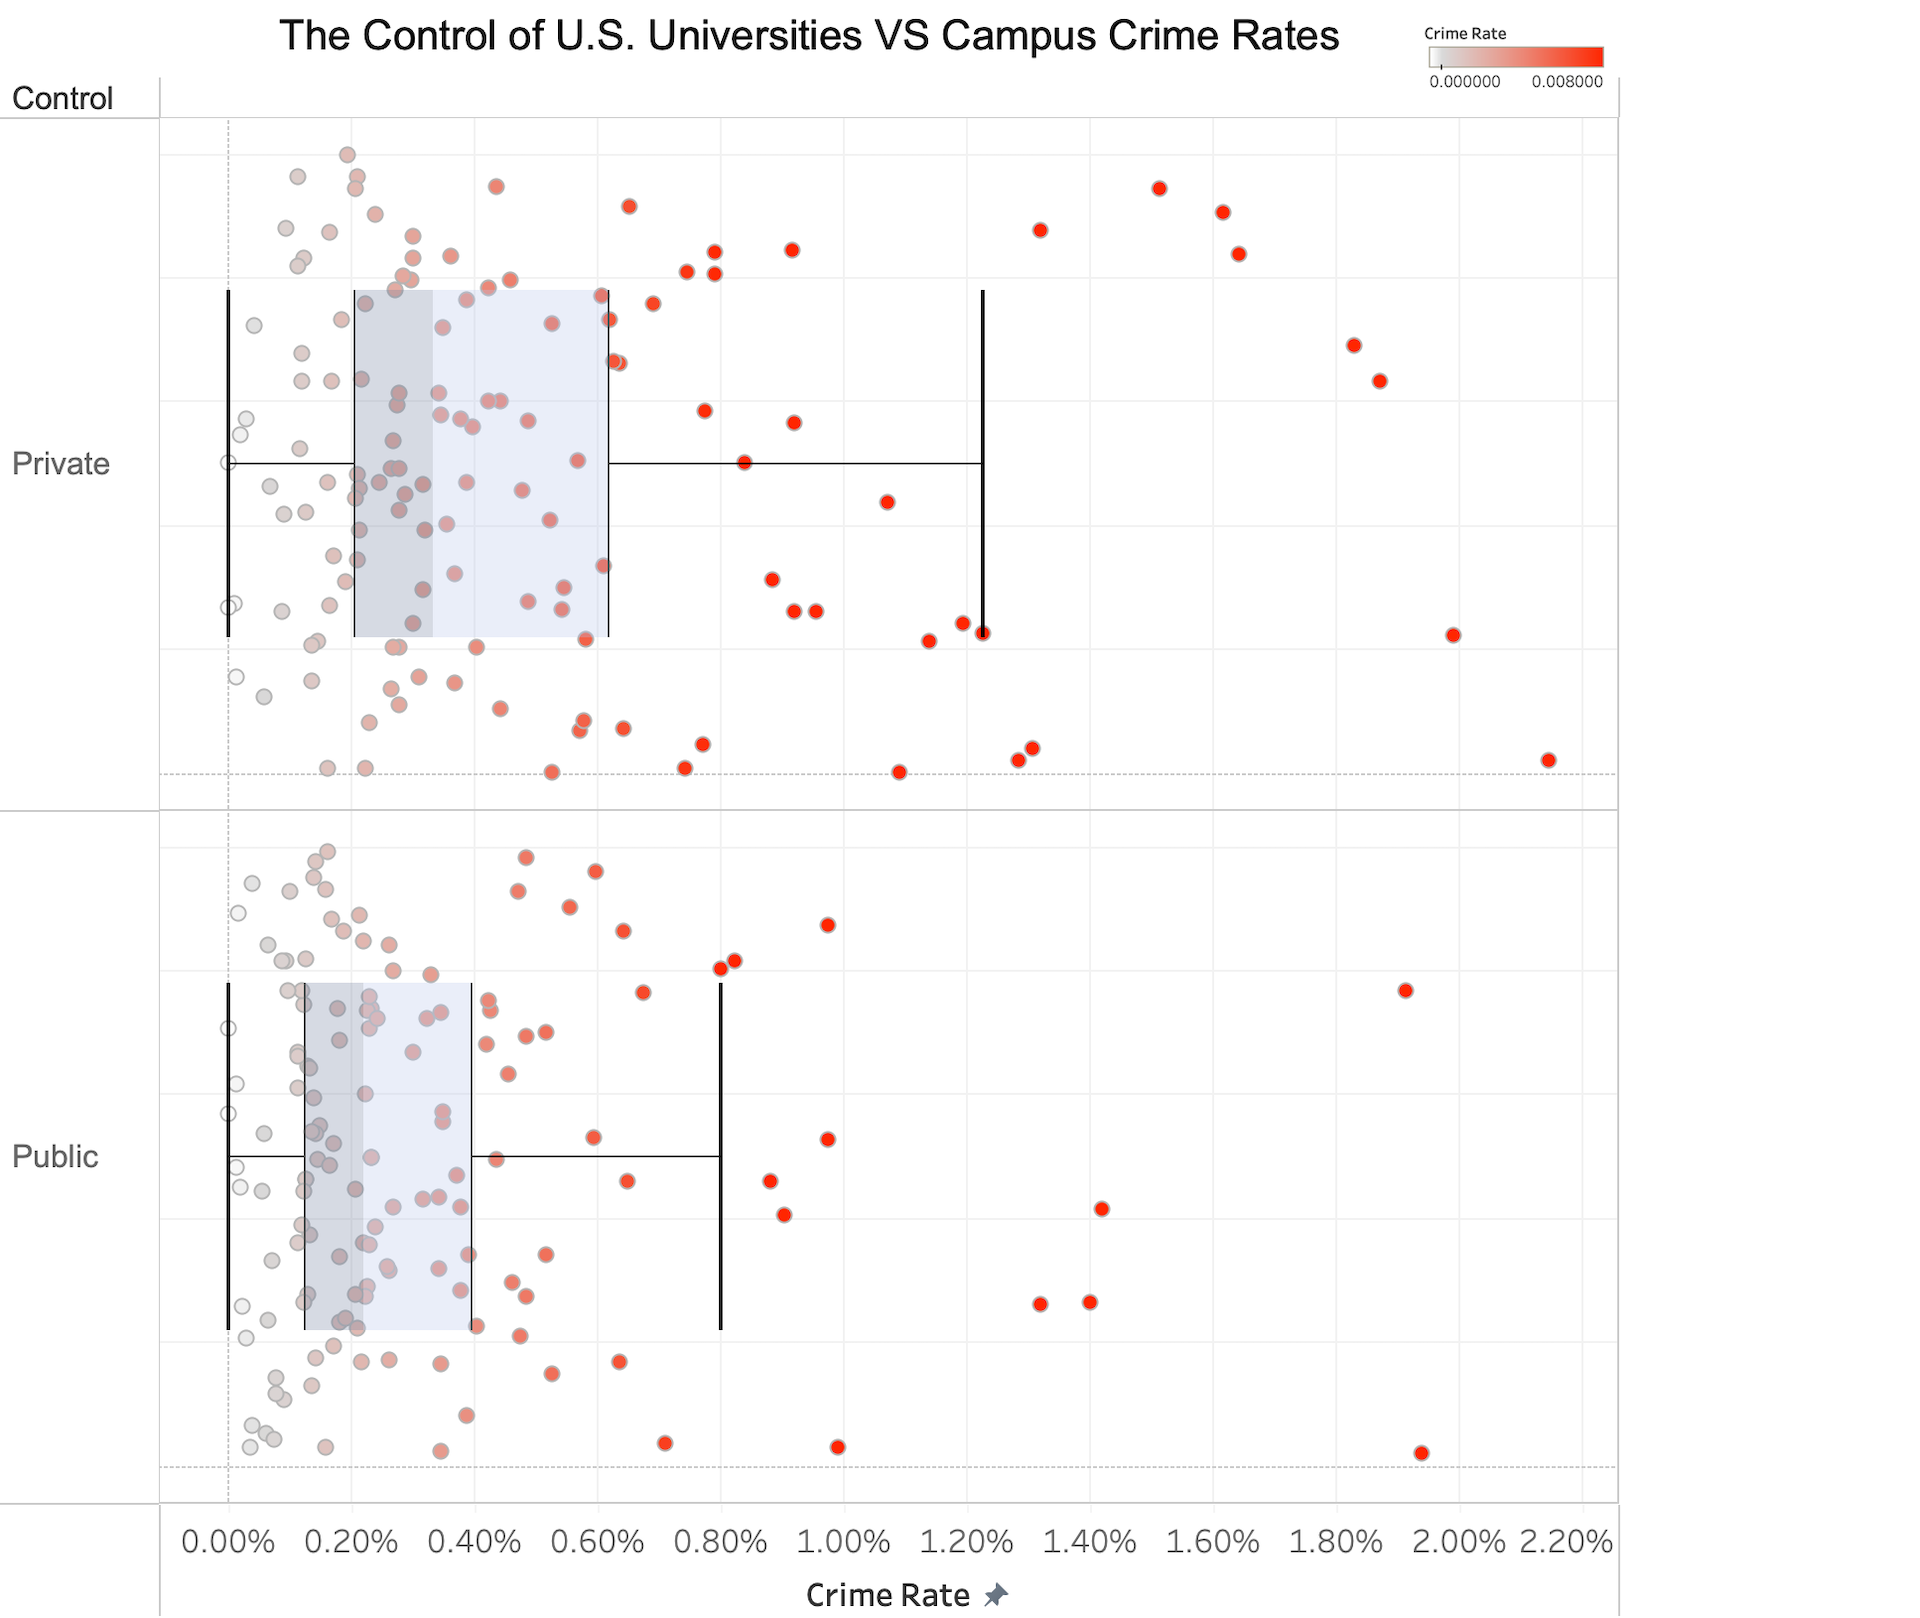 The Control of U.S. Universities VS Campus Crime Rates
Crime Rate
0.000000 0.008000
Control
Private
Public
0.00% 0.20% 0.40% 0.60% 0.80% 1.00% 1.20% 1.40% 1.60% 1.80% 2.00% 2.20%
Crime Rate